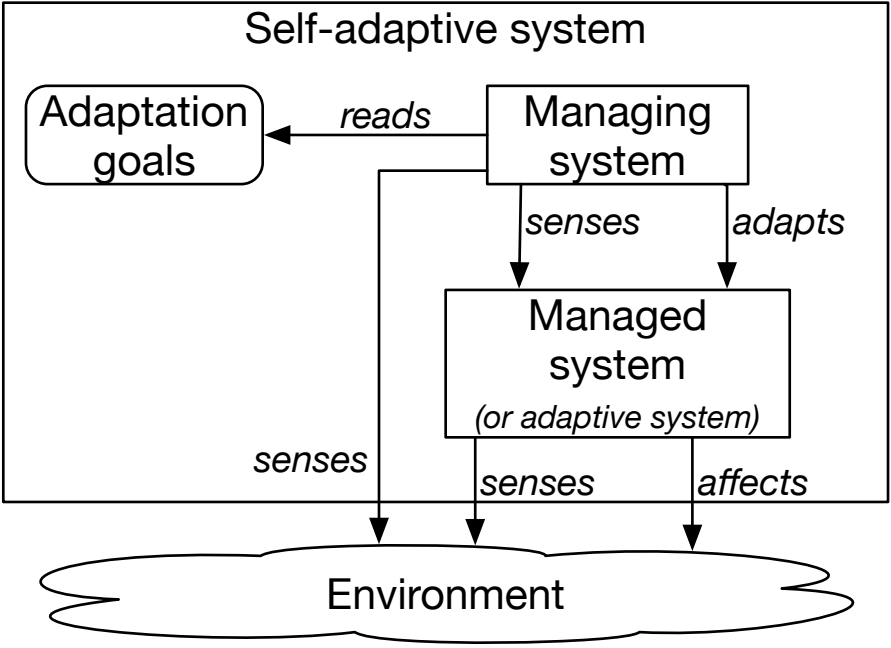 Self-adaptive system
Adaptation
goals
reads
Managing
system
senses
adapts
Managed
system
(or adaptive system)
senses
senses
affects
Environment